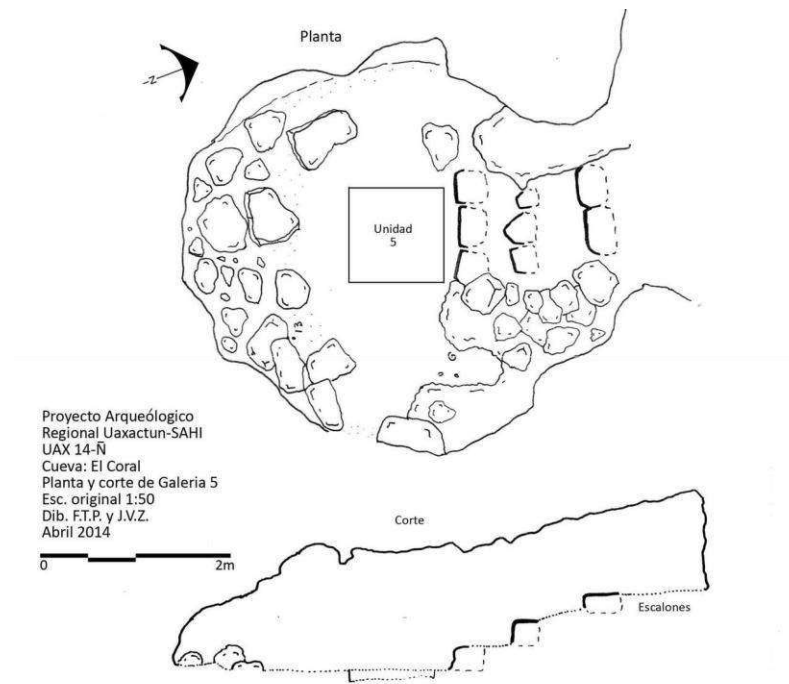 Planta
N
Unidad
5
Proyecto Arqueológico
Regional Uaxactun-SAHI
UAX 14-Ñ
Cueva: El Coral
Planta y corte de Galeria 5
Esc. original 1:50
Dib. F.T.P. y J.V.Z.
Abril 2014
0 2m
Corte
Escalones